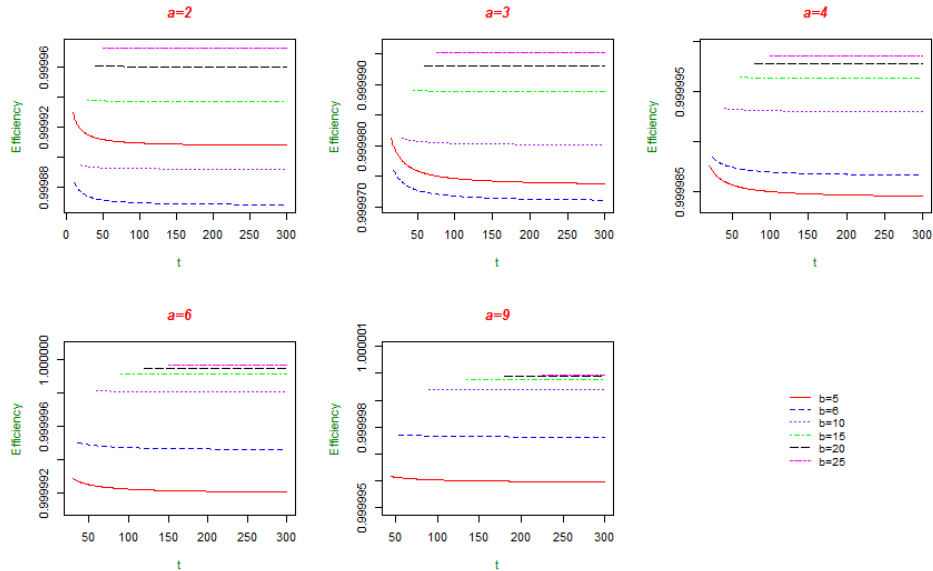 a=2
a=3
a=4
Efficiency
0.99988
0.99992
0.99996
0 50 100 150 200 250 300
t
Efficiency
0.999970
0.999980
0.999990
50 100 150 200 250 300
t
Efficiency
0.999985
0.999995
50 100 150 200 250 300
t
a=6
a=9
Efficiency
0.999992
0.999996
1.000000
50 100 150 200 250 300
t
Efficiency
0.999995
0.999998
1.000001
50 100 150 200 250 300
t
b=5
b=6
b=10
b=15
b=20
b=25